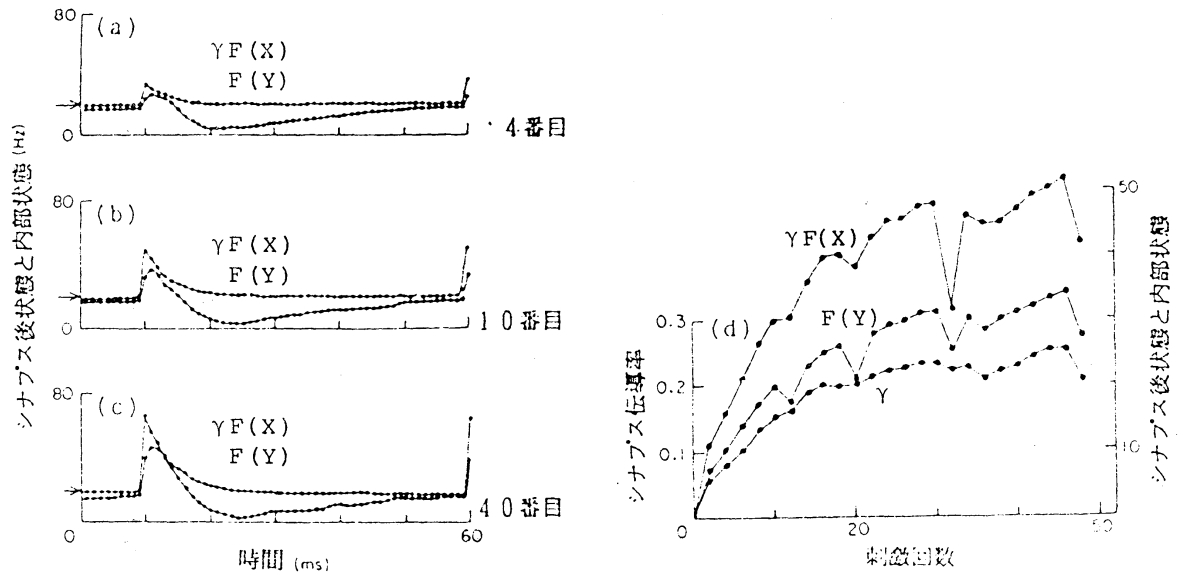 シナプス後状態と内部状態 (Hz)
80
(a)
γF(X)
F(Y)
0
4番目
80
(b)
γF(X)
F(Y)
0
10番目
80
(c)
γF(X)
F(Y)
40番目
0
60
時間 (ms)
シナプス伝導率
0.3
0.2
0.1
0
(d)
γF(X)
F(Y)
γ
50
10
シナプス後状態と内部状態
20
50
刺激回数